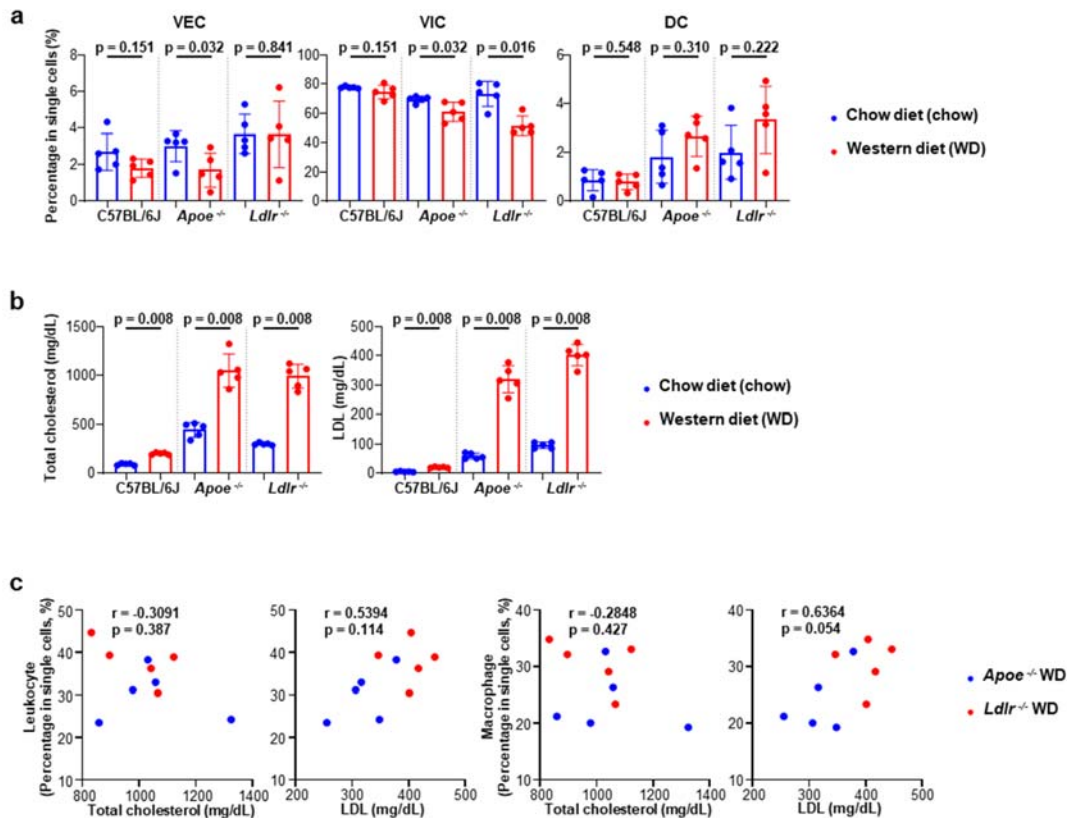 a
VEC
VIC
DC
p = 0.151 p = 0.032 p = 0.841
p = 0.151 p = 0.032 p = 0.016
p = 0.548 p = 0.310 p = 0.222
Percentage in single cells (%)
8
6
4
2
0
100
80
60
40
20
0
6
4
2
0
C57BL/6J Apoe -/- Ldlr -/-
C57BL/6J Apoe -/- Ldlr -/-
C57BL/6J Apoe -/- Ldlr -/-
Chow diet (chow)
Western diet (WD)
b
p = 0.008 p = 0.008 p = 0.008
p = 0.008 p = 0.008 p = 0.008
Total cholesterol (mg/dL)
1500
1000
500
0
LDL (mg/dL)
500
400
300
200
100
0
C57BL/6J Apoe -/- Ldlr -/-
C57BL/6J Apoe -/- Ldlr -/-
Chow diet (chow)
Western diet (WD)
c
Leukocyte
(Percentage in single cells, %)
50
40
30
20
10
r = -0.3091
p = 0.387
800 1000 1200 1400
Total cholesterol (mg/dL)
50
40
30
20
10
r = 0.5394
p = 0.114
200 300 400 500
LDL (mg/dL)
Macrophage
(Percentage in single cells, %)
40
30
20
10
r = -0.2848
p = 0.427
800 1000 1200 1400
Total cholesterol (mg/dL)
40
30
20
10
r = 0.6364
p = 0.054
200 300 400 500
LDL (mg/dL)
Apoe -/- WD
Ldlr -/- WD